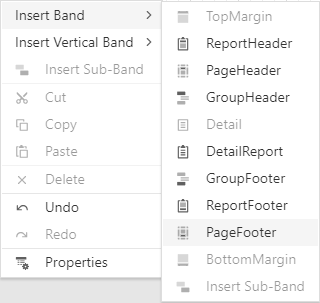 Insert Band
Insert Vertical Band
Insert Sub-Band
Cut
Copy
Paste
Delete
Undo
Redo
Properties
TopMargin
ReportHeader
PageHeader
GroupHeader
Detail
DetailReport
GroupFooter
ReportFooter
PageFooter
BottomMargin
Insert Sub-Band